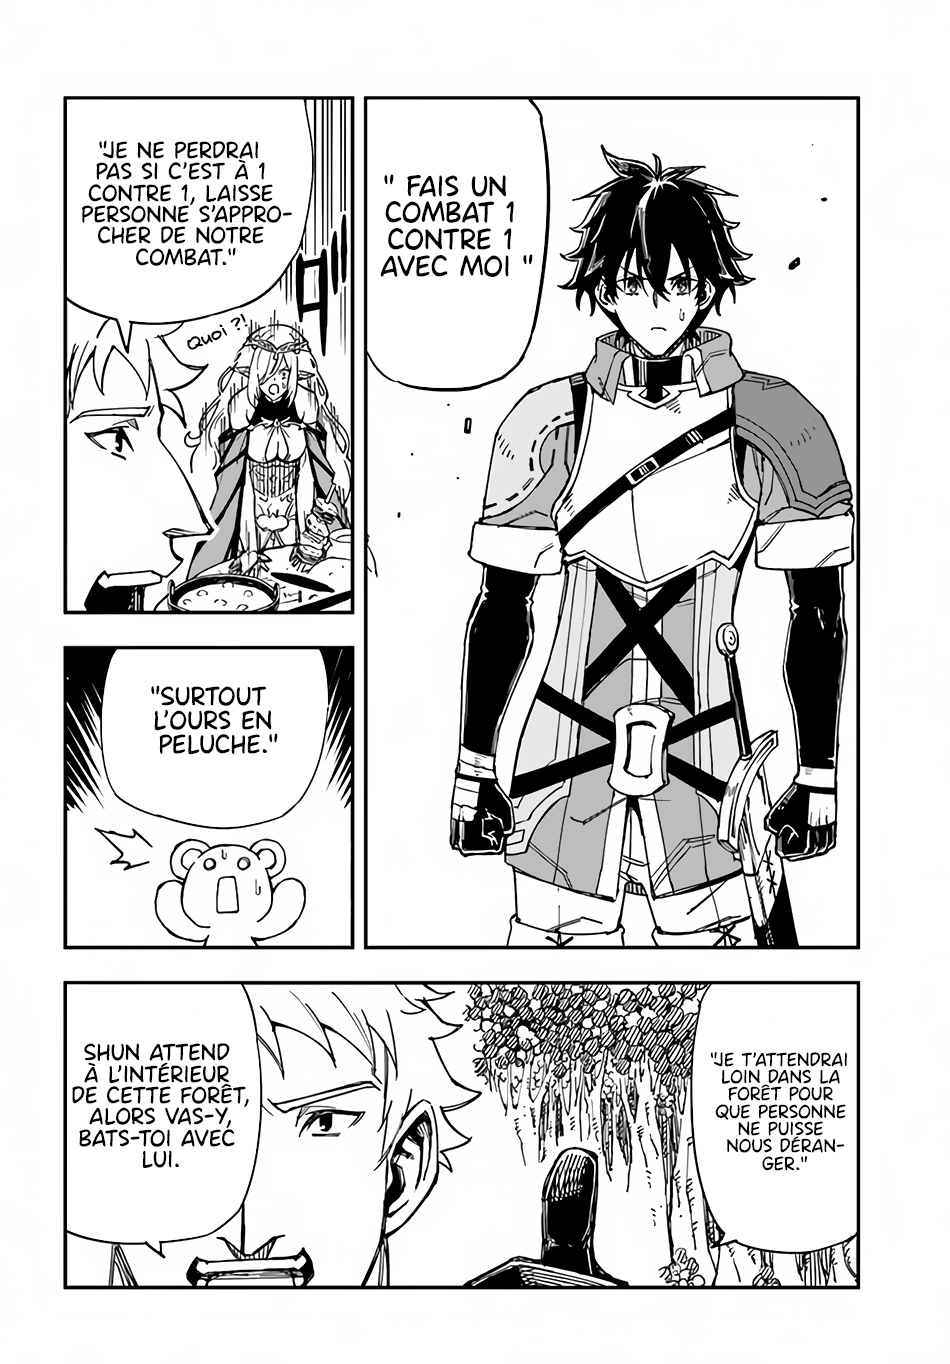 " FAIS UN
COMBAT 1
CONTRE 1
AVEC MOI "
"JE NE PERDRAI
PAS SI C'EST À 1
CONTRE 1, LAISSE
PERSONNE S'APPRO-
CHER DE NOTRE
COMBAT."
Quoi ?!
"SURTOUT
L'OURS EN
PELUCHE."
"JE T'ATTENDRAI
LOIN DANS LA
FORÊT POUR
QUE PERSONNE
NE PUISSE
NOUS DÉRAN-
GER."
SHUN ATTEND
À L'INTÉRIEUR
DE CETTE FORÊT,
ALORS VAS-Y,
BATS-TOI AVEC
LUI.